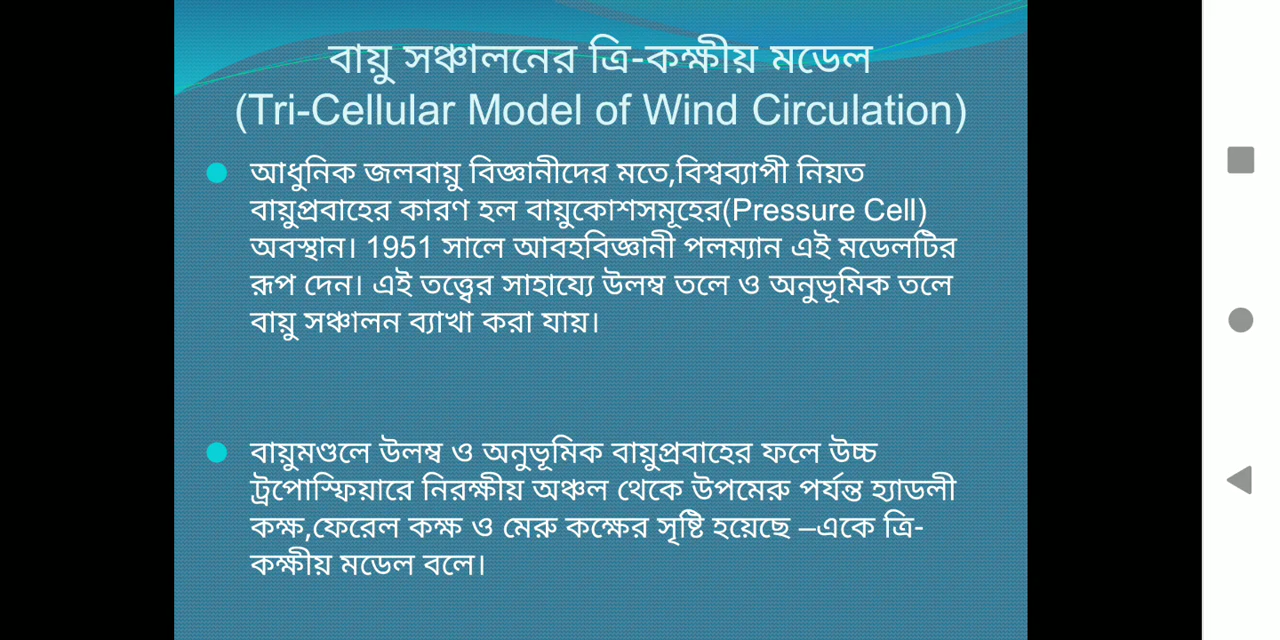 বায়ু সঞ্চালনের ত্রি-কক্ষীয় মডেল
(Tri-Cellular Model of Wind Circulation)
আধুনিক জলবায়ু বিজ্ঞানীদের মতে,বিশ্বব্যাপী নিয়ত
বায়ুপ্রবাহের কারণ হল বায়ুকোশসমূহের(Pressure Cell)
অবস্থান। 1951 সালে আবহবিজ্ঞানী পলম্যান এই মডেলটির
রূপ দেন। এই তত্ত্বের সাহায্যে উলম্ব তলে ও অনুভূমিক তলে
বায়ু সঞ্চালন ব্যাখা করা যায়।
বায়ুমণ্ডলে উলম্ব ও অনুভূমিক বায়ুপ্রবাহের ফলে উচ্চ
ট্রপোস্ফিয়ারে নিরক্ষীয় অঞ্চল থেকে উপমেরু পর্যন্ত হ্যাডলী
কক্ষ,ফেরেল কক্ষ ও মেরু কক্ষের সৃষ্টি হয়েছে –একে ত্রি-
কক্ষীয় মডেল বলে।